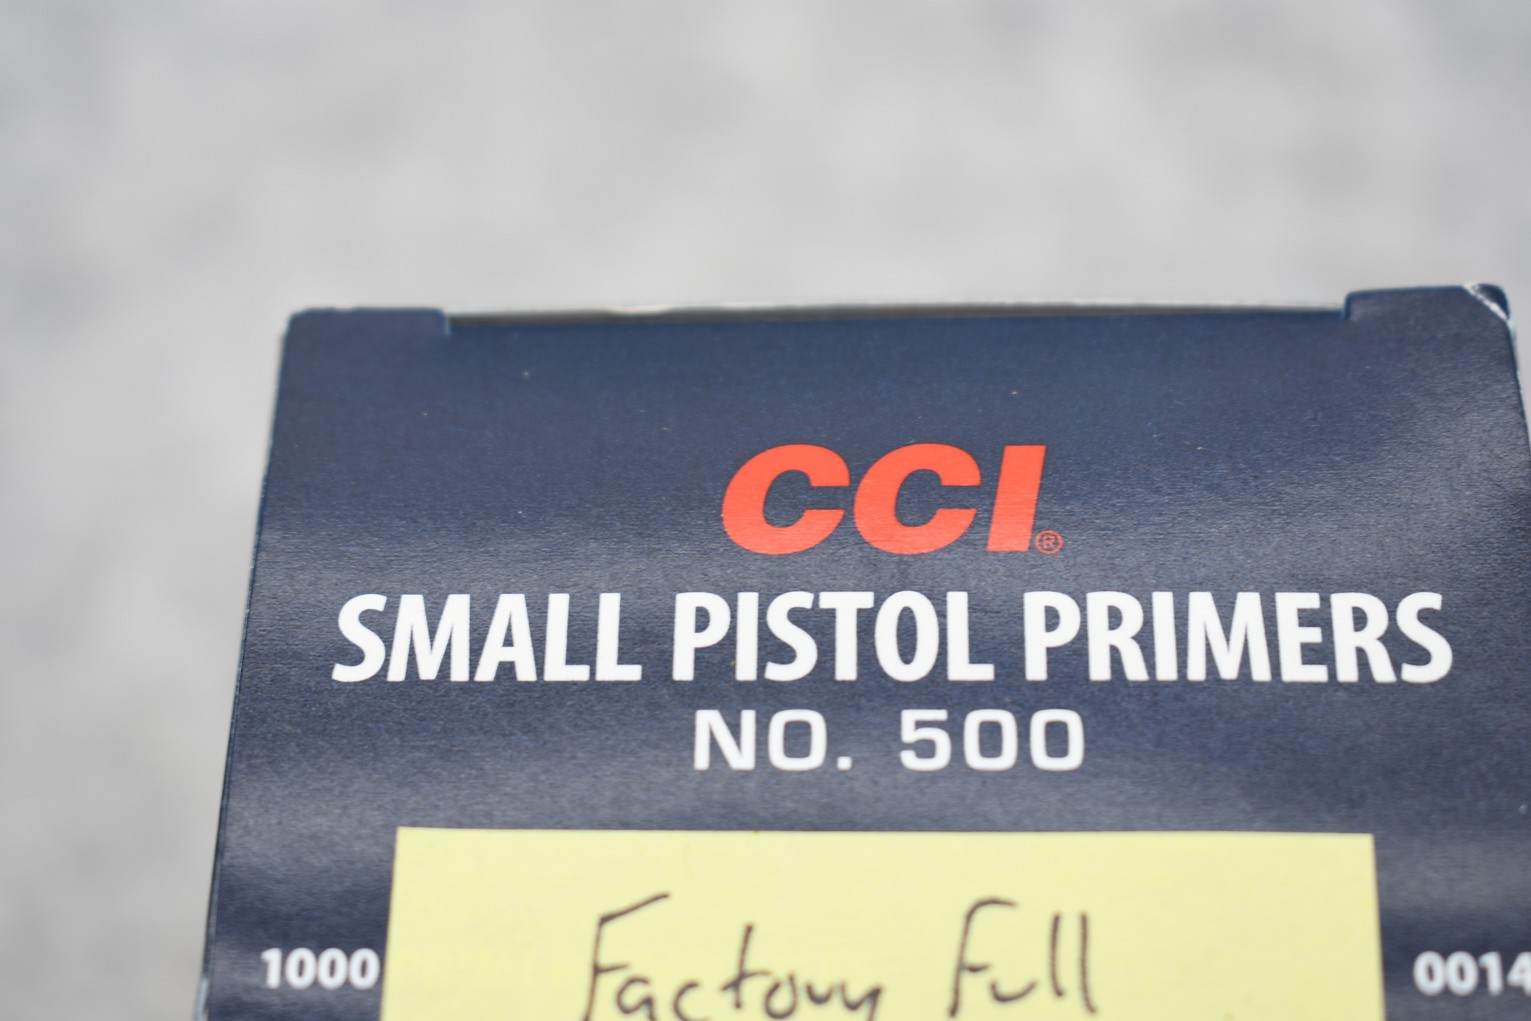 CCI®
SMALL PISTOL PRIMERS
NO. 500
Factory Full
1000
0014